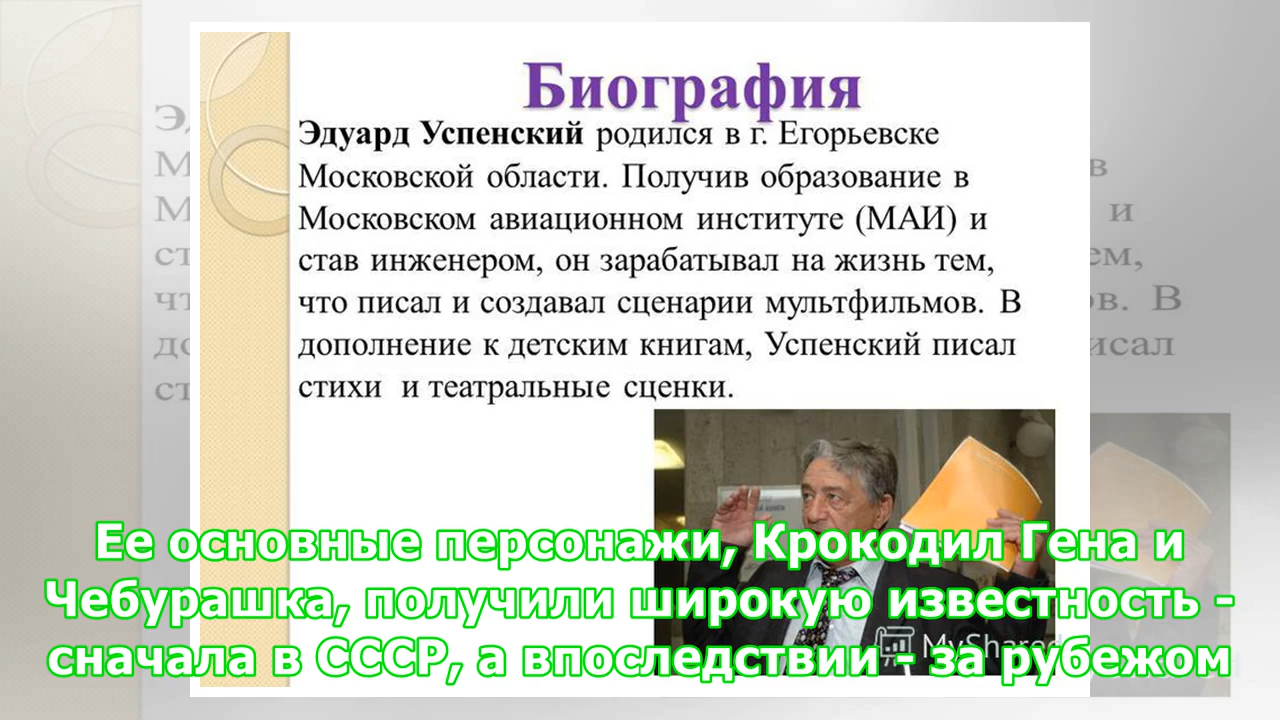 Биография
Эдуард Успенский родился в г. Егорьевске
Московской области. Получив образование в
Московском авиационном институте (МАИ) и
став инженером, он зарабатывал на жизнь тем,
что писал и создавал сценарии мультфильмов. В
дополнение к детским книгам, Успенский писал
стихи и театральные сценки.
Ее основные персонажи, Крокодил Гена и
Чебурашка, получили широкую известность -
сначала в СССР, а впоследствии - за рубежом
MyShared